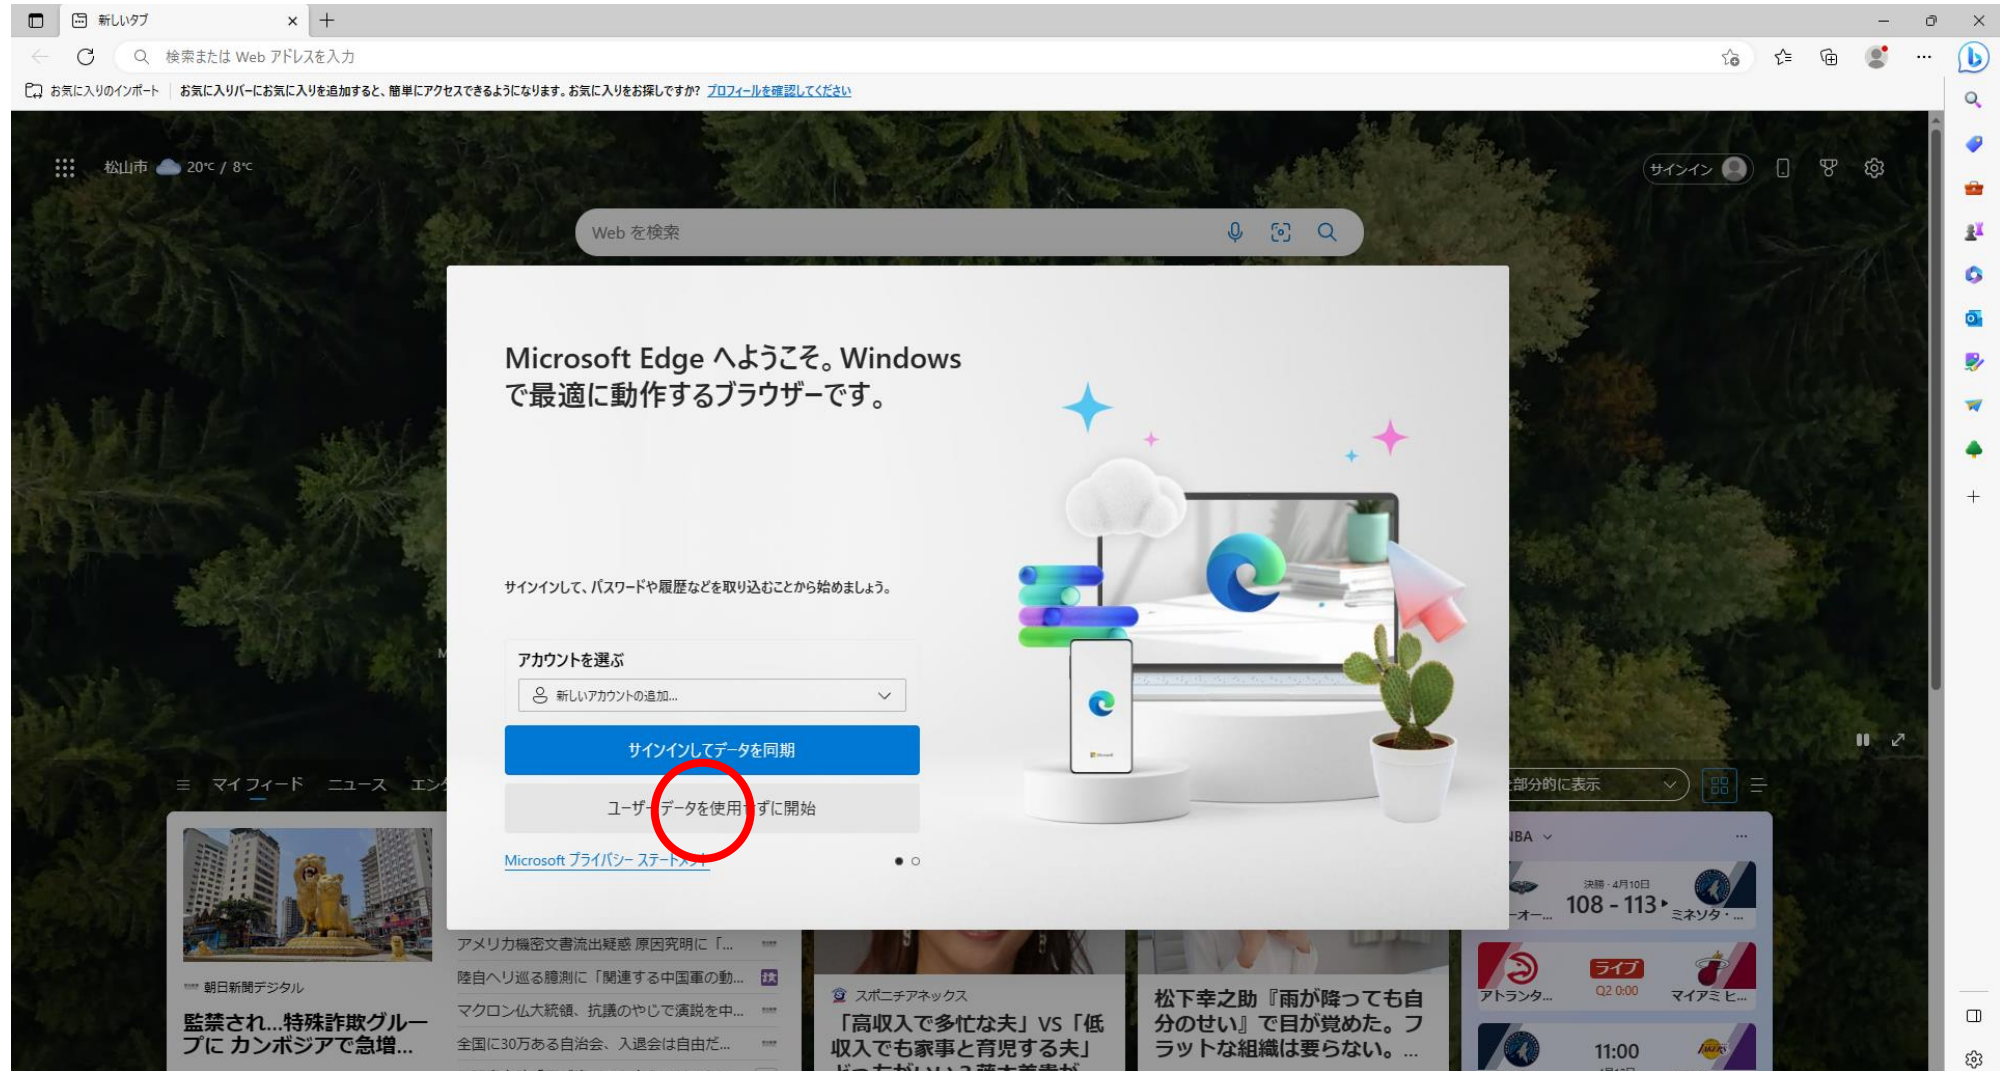 新しいタブ
検索または Web アドレスを入力
お気に入りのインポート
お気に入りバーにお気に入りを追加すると、簡単にアクセスできるようになります。お気に入りをお探しですか? プロフィールを確認してください
松山市 20℃ / 8℃
サインイン
Web を検索
Microsoft Edge へようこそ。Windows
で最適に動作するブラウザーです。
サインインして、パスワードや履歴などを取り込むことから始めましょう。
アカウントを選ぶ
新しいアカウントの追加...
サインインしてデータを同期
ユーザー データを使用せずに開始
Microsoft プライバシー ステートメント
Microsoft
マイフィード ニュース
部分的に表示
朝日新聞デジタル
監禁され...特殊詐欺グルー
プに カンボジアで急増...
アメリカ機密文書流出疑惑 原因究明に「...
陸自ヘリ巡る臆測に「関連する中国軍の動...
マクロン仏大統領、抗議のやじで演説を中...
全国に30万ある自治会、入退会は自由だ...
スポニチアネックス
「高収入で多忙な夫」VS「低
収入でも家事と育児する夫」
松下幸之助『雨が降っても自
分のせい』で目が覚めた。フ
ラットな組織は要らない。...
NBA
決勝 · 4月10日
108 - 113
ミネソタ・...
ライブ
Q2 0:00
アトランタ...
マイアミ ヒ...
11:00